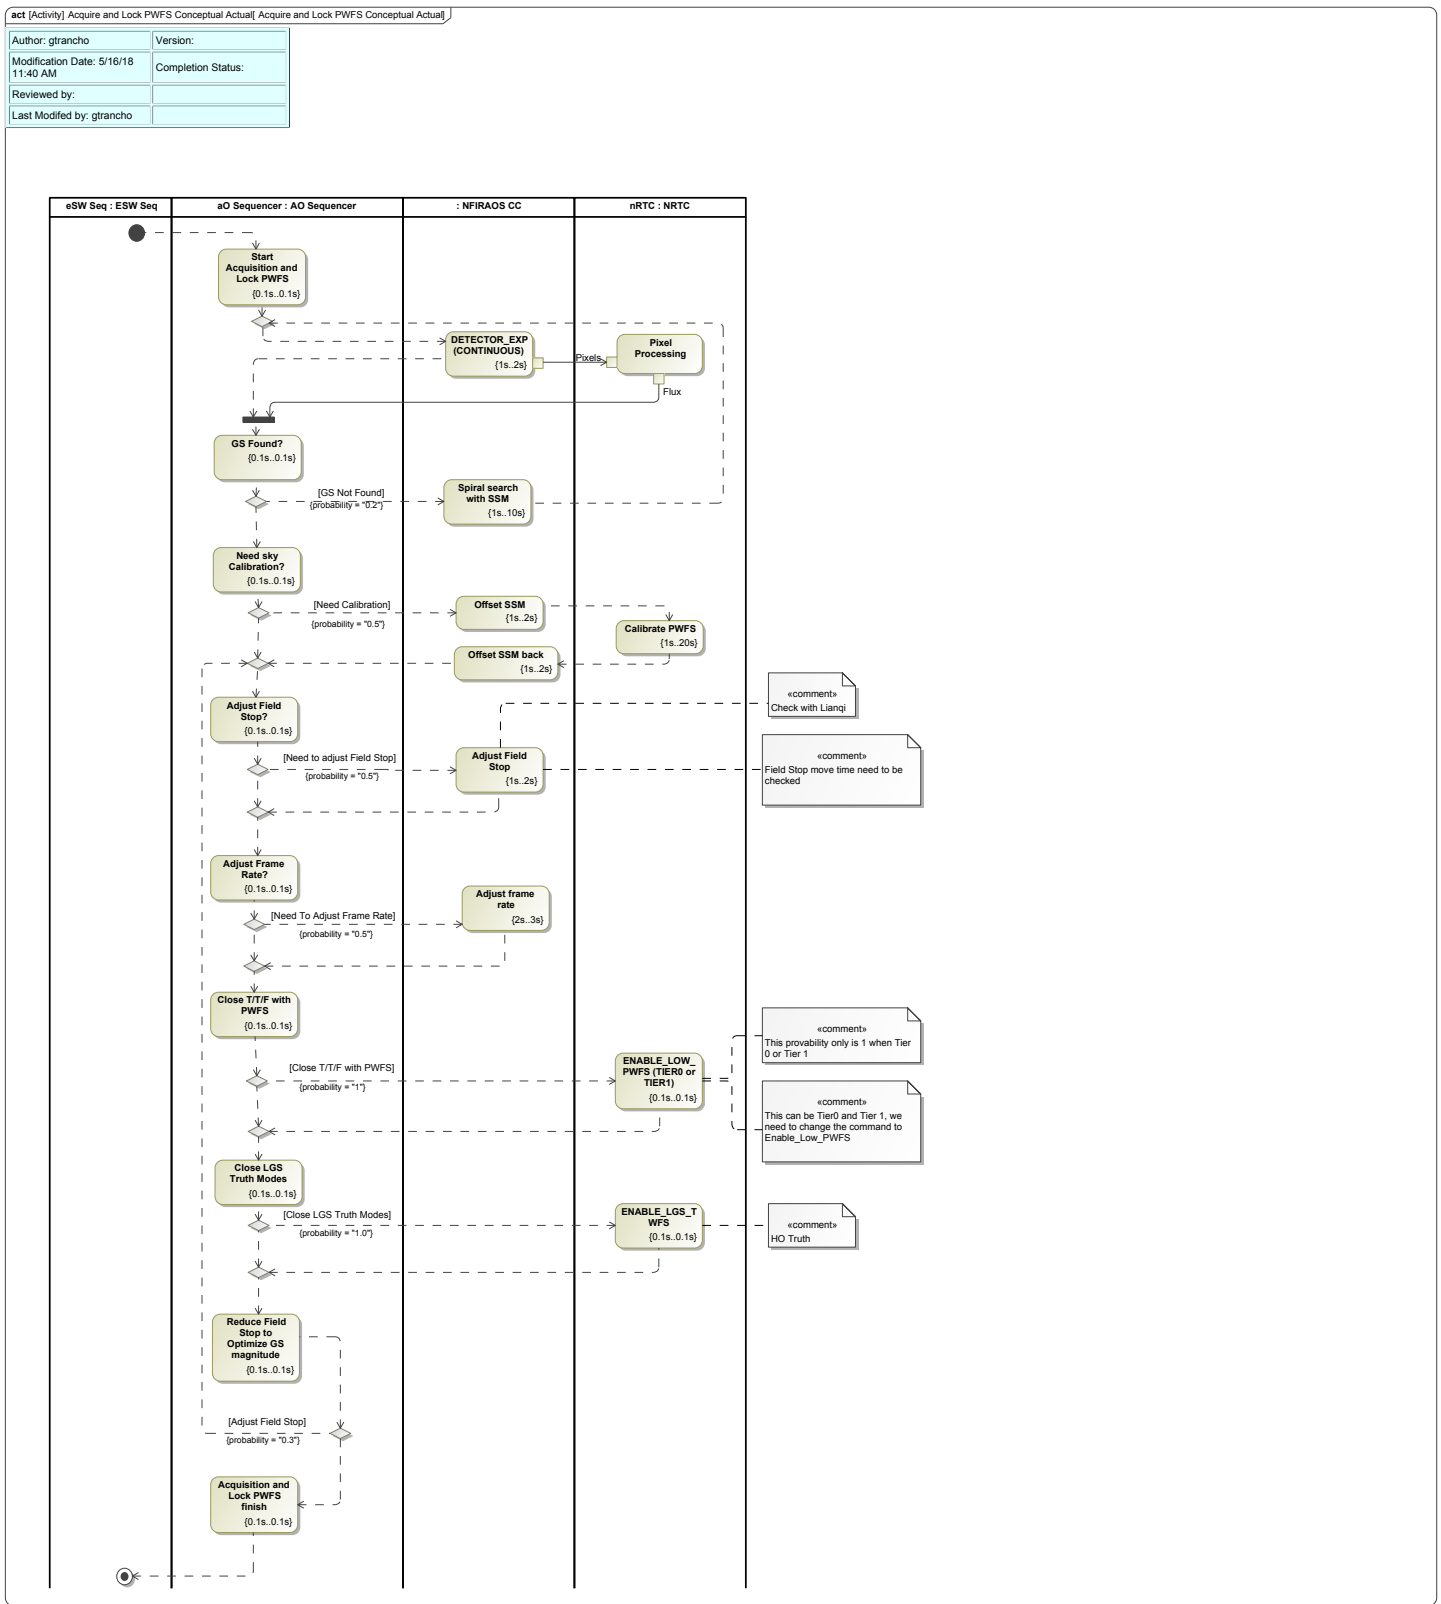 act [Activity] Acquire and Lock PWFS Conceptual Actual[ Acquire and Lock PWFS Conceptual Actual]
Author: gtrancho
Version:
Modification Date: 5/16/18
11:40 AM
Completion Status:
Reviewed by:
Last Modifed by: gtrancho
eSW Seq : ESW Seq
aO Sequencer : AO Sequencer
: NFIRAOS CC
nRTC : NRTC
Start
Acquisition and
Lock PWFS
{0.1s..0.1s}
DETECTOR_EXP
(CONTINUOUS)
{1s..2s}
Pixels
Pixel
Processing
Flux
GS Found?
{0.1s..0.1s}
[GS Not Found]
{probability = "0.2"}
Spiral search
with SSM
{1s..10s}
Need sky
Calibration?
{0.1s..0.1s}
[Need Calibration]
{probability = "0.5"}
Offset SSM
{1s..2s}
Calibrate PWFS
{1s..20s}
Offset SSM back
{1s..2s}
«comment»
Check with Lianqi
Adjust Field
Stop?
{0.1s..0.1s}
[Need to adjust Field Stop]
{probability = "0.5"}
Adjust Field
Stop
{1s..2s}
«comment»
Field Stop move time need to be
checked
Adjust Frame
Rate?
{0.1s..0.1s}
[Need To Adjust Frame Rate]
{probability = "0.5"}
Adjust frame
rate
{2s..3s}
Close T/T/F with
PWFS
{0.1s..0.1s}
[Close T/T/F with PWFS]
{probability = "1"}
ENABLE_LOW_
PWFS (TIER0 or
TIER1)
{0.1s..0.1s}
«comment»
This provability only is 1 when Tier
0 or Tier 1
«comment»
This can be Tier0 and Tier 1, we
need to change the command to
Enable_Low_PWFS
Close LGS
Truth Modes
{0.1s..0.1s}
[Close LGS Truth Modes]
{probability = "1.0"}
ENABLE_LGS_T
WFS
{0.1s..0.1s}
«comment»
HO Truth
Reduce Field
Stop to
Optimize GS
magnitude
{0.1s..0.1s}
[Adjust Field Stop]
{probability = "0.3"}
Acquisition and
Lock PWFS
finish
{0.1s..0.1s}